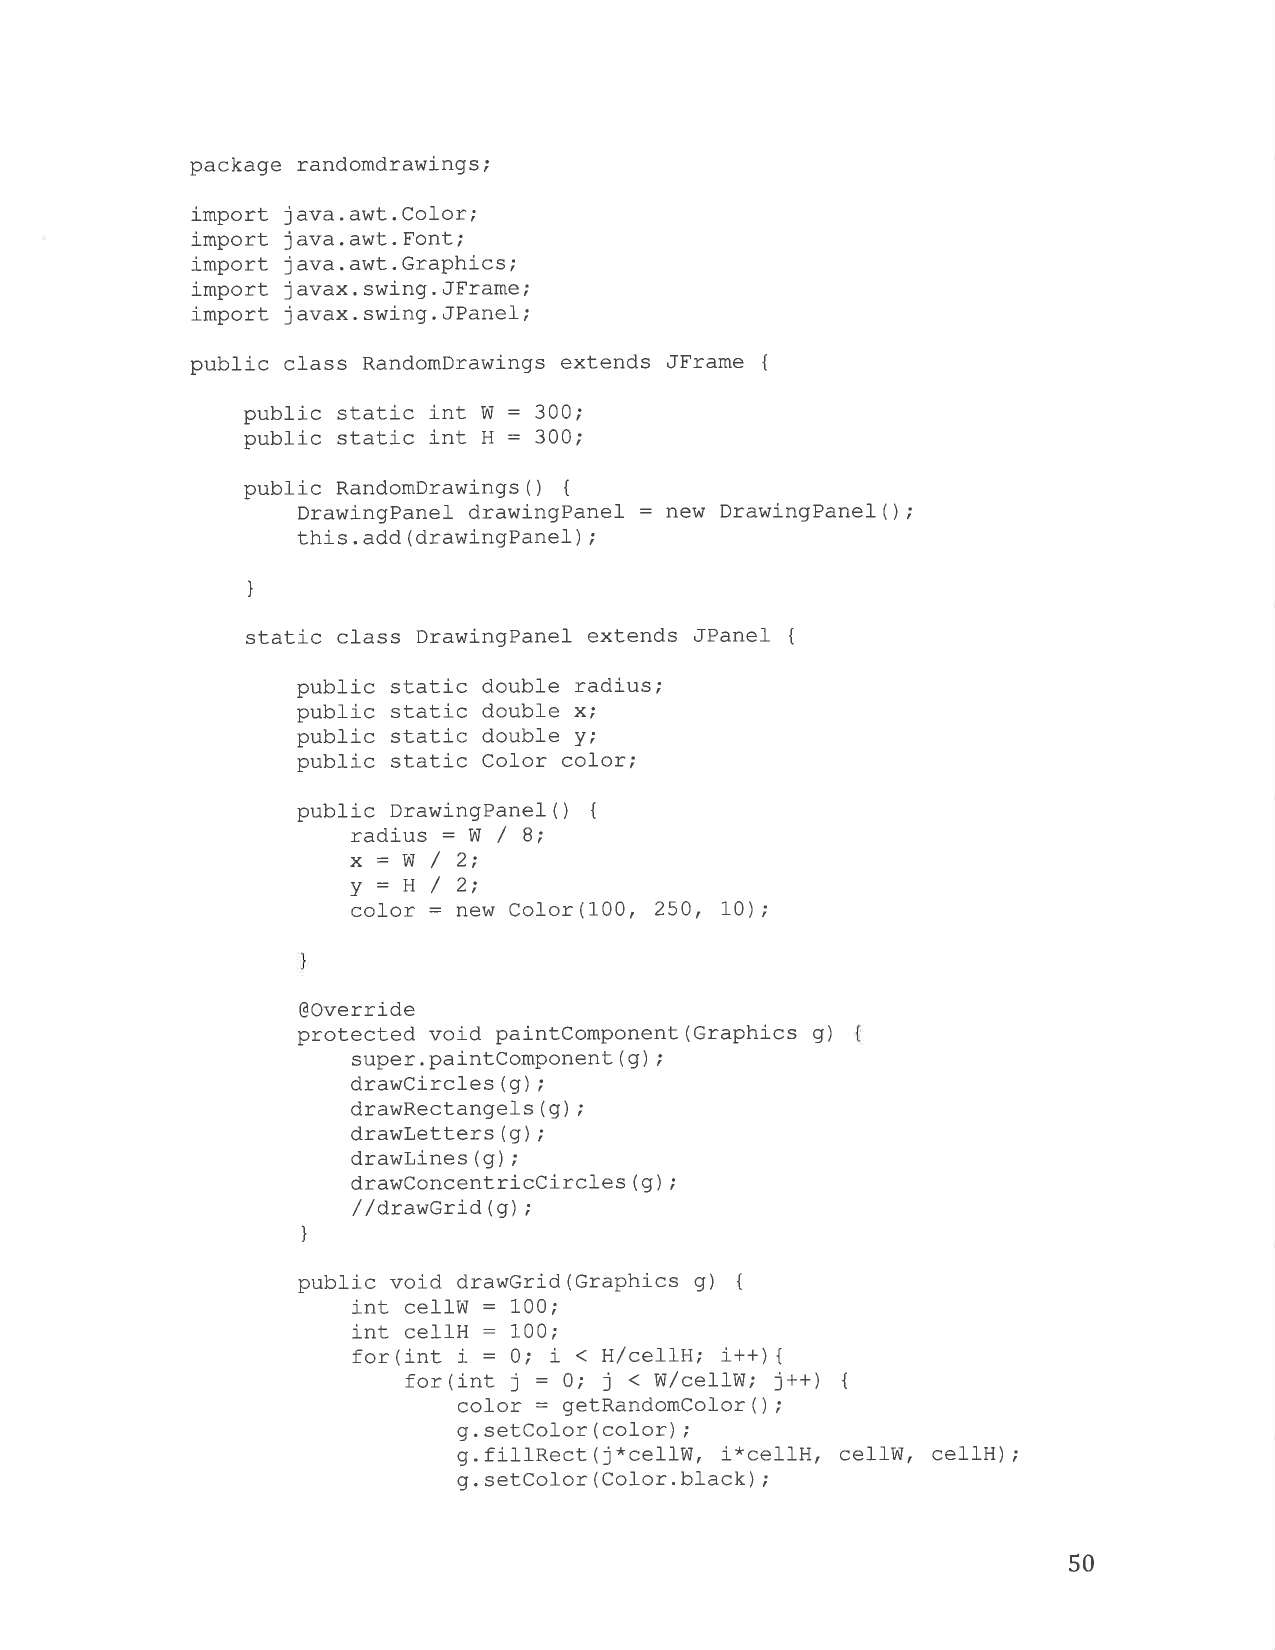 package randomdrawings;

import java.awt.Color;
import java.awt.Font;
import java.awt.Graphics;
import javax.swing.JFrame;
import javax.swing.JPanel;

public class RandomDrawings extends JFrame {

    public static int W = 300;
    public static int H = 300;

    public RandomDrawings() {
        DrawingPanel drawingPanel = new DrawingPanel();
        this.add(drawingPanel);

    }

    static class DrawingPanel extends JPanel {

        public static double radius;
        public static double x;
        public static double y;
        public static Color color;

        public DrawingPanel() {
            radius = W / 8;
            x = W / 2;
            y = H / 2;
            color = new Color(100, 250, 10);

        }

        @Override
        protected void paintComponent(Graphics g) {
            super.paintComponent(g);
            drawCircles(g);
            drawRectangels(g);
            drawLetters(g);
            drawLines(g);
            drawConcentricCircles(g);
            //drawGrid(g);
        }

        public void drawGrid(Graphics g) {
            int cellW = 100;
            int cellH = 100;
            for(int i = 0; i < H/cellH; i++){
                for(int j = 0; j < W/cellW; j++) {
                    color = getRandomColor();
                    g.setColor(color);
                    g.fillRect(j*cellW, i*cellH, cellW, cellH);
                    g.setColor(Color.black);

50